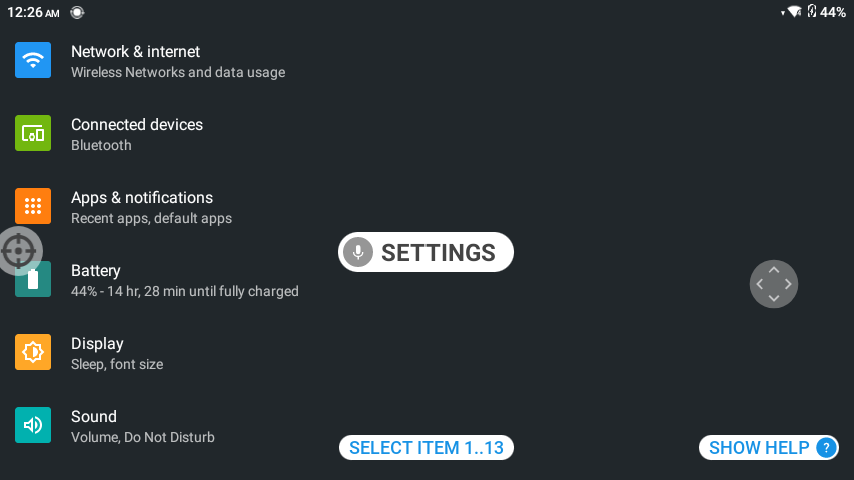 12:26 AM
44%
Network & internet
Wireless Networks and data usage
Connected devices
Bluetooth
Apps & notifications
Recent apps, default apps
SETTINGS
Battery
44% - 14 hr, 28 min until fully charged
Display
Sleep, font size
Sound
Volume, Do Not Disturb
SELECT ITEM 1..13
SHOW HELP ?